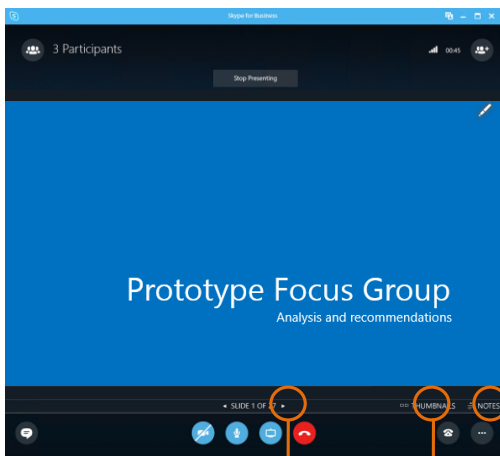 Skype for Business
3 Participants
00:45
Stop Presenting
Prototype Focus Group
Analysis and recommendations
SLIDE 1 OF 27
THUMBNAILS
NOTES